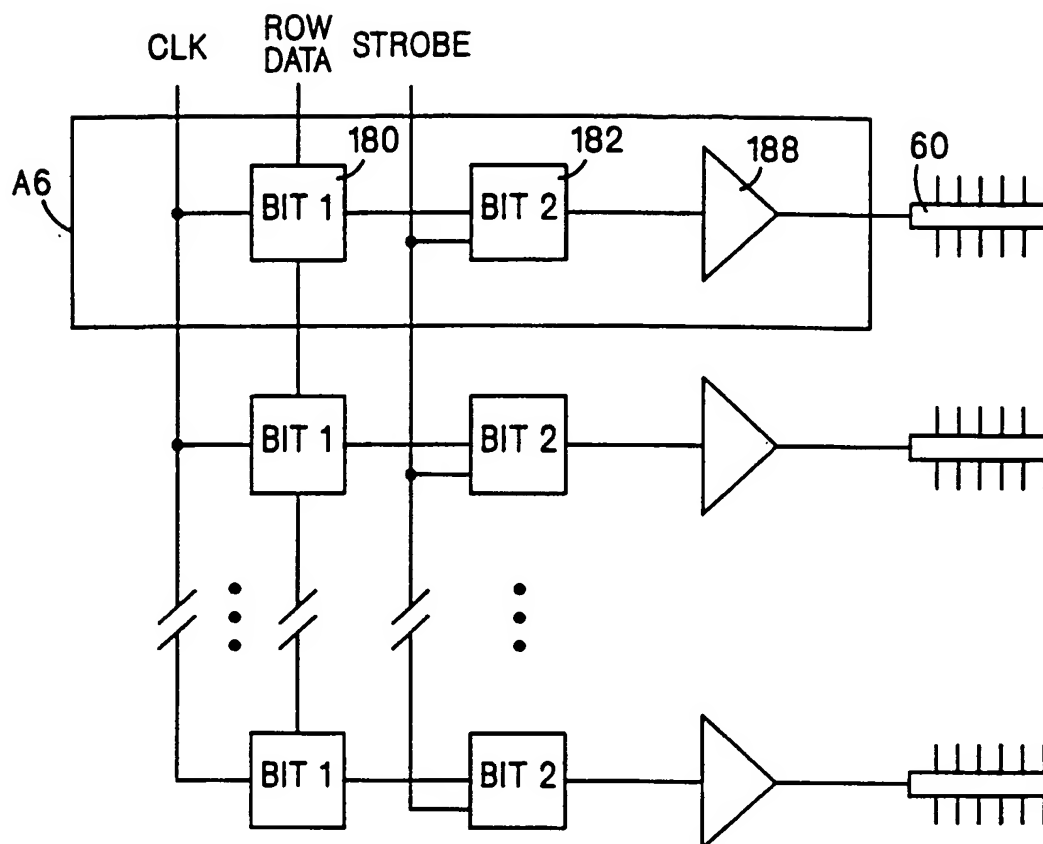 CLK
ROW
DATA
STROBE
A6
180
182
188
60
BIT 1
BIT 2
BIT 1
BIT 2
BIT 1
BIT 2